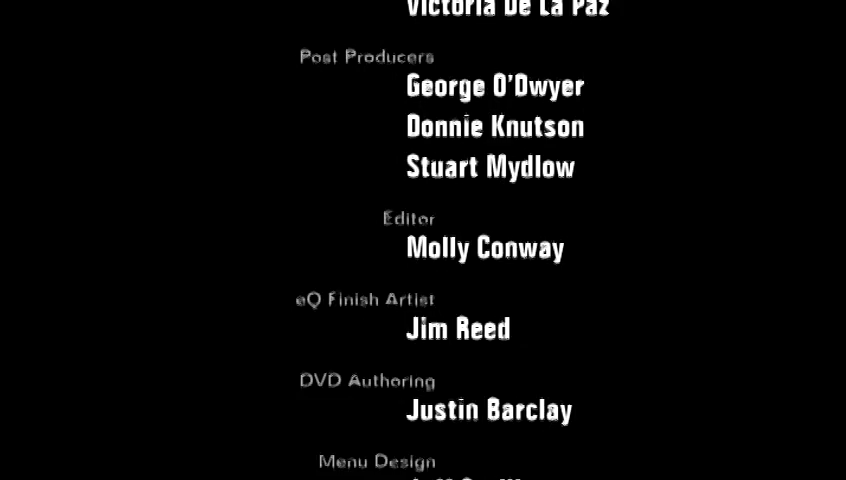 Victoria De La Paz
Post Producers
George O'Dwyer
Donnie Knutson
Stuart Mydlow
Editor
Molly Conway
eQ Finish Artist
Jim Reed
DVD Authoring
Justin Barclay
Menu Design